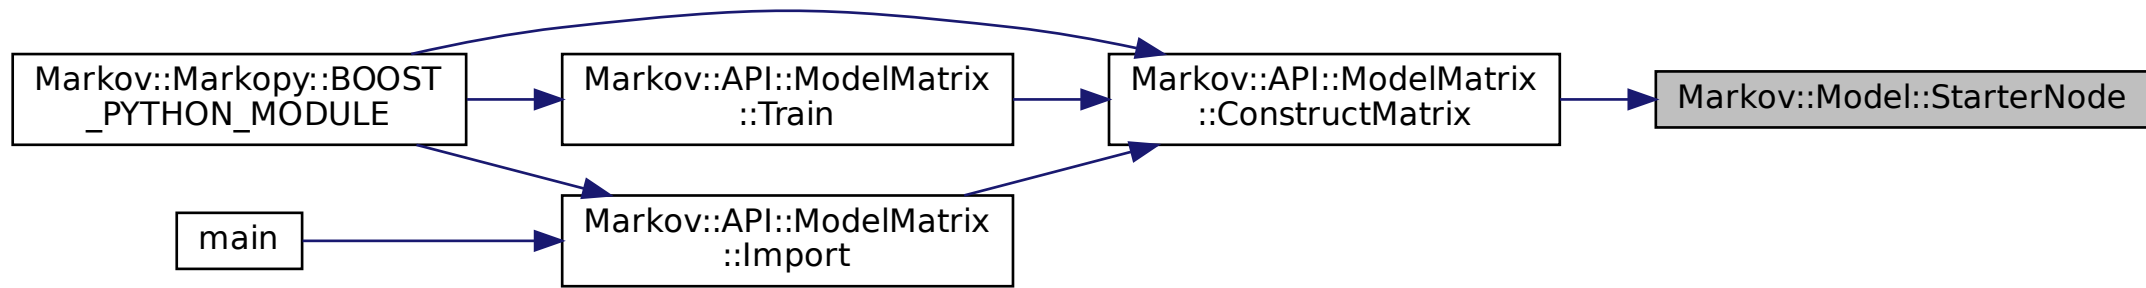 Markov::Markopy::BOOST
_PYTHON_MODULE
Markov::API::ModelMatrix
::Train
Markov::API::ModelMatrix
::ConstructMatrix
Markov::Model::StarterNode
main
Markov::API::ModelMatrix
::Import